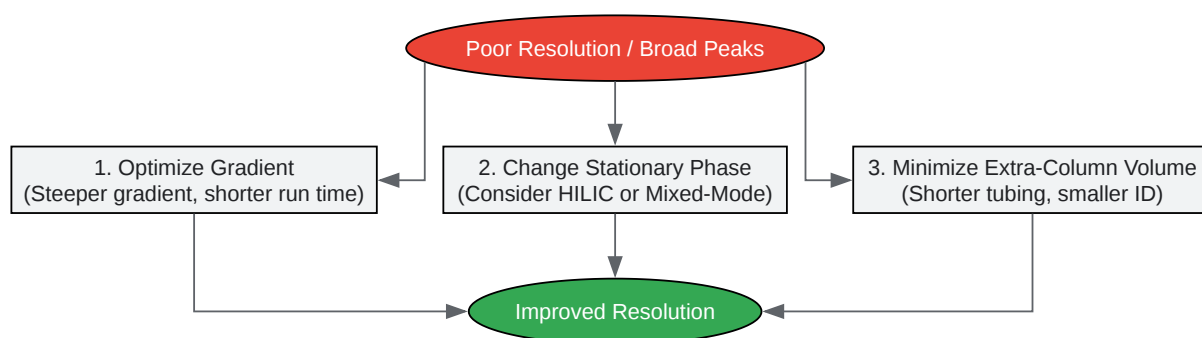 Poor Resolution / Broad Peaks
1. Optimize Gradient
(Steeper gradient, shorter run time)
2. Change Stationary Phase
(Consider HILIC or Mixed-Mode)
3. Minimize Extra-Column Volume
(Shorter tubing, smaller ID)
Improved Resolution